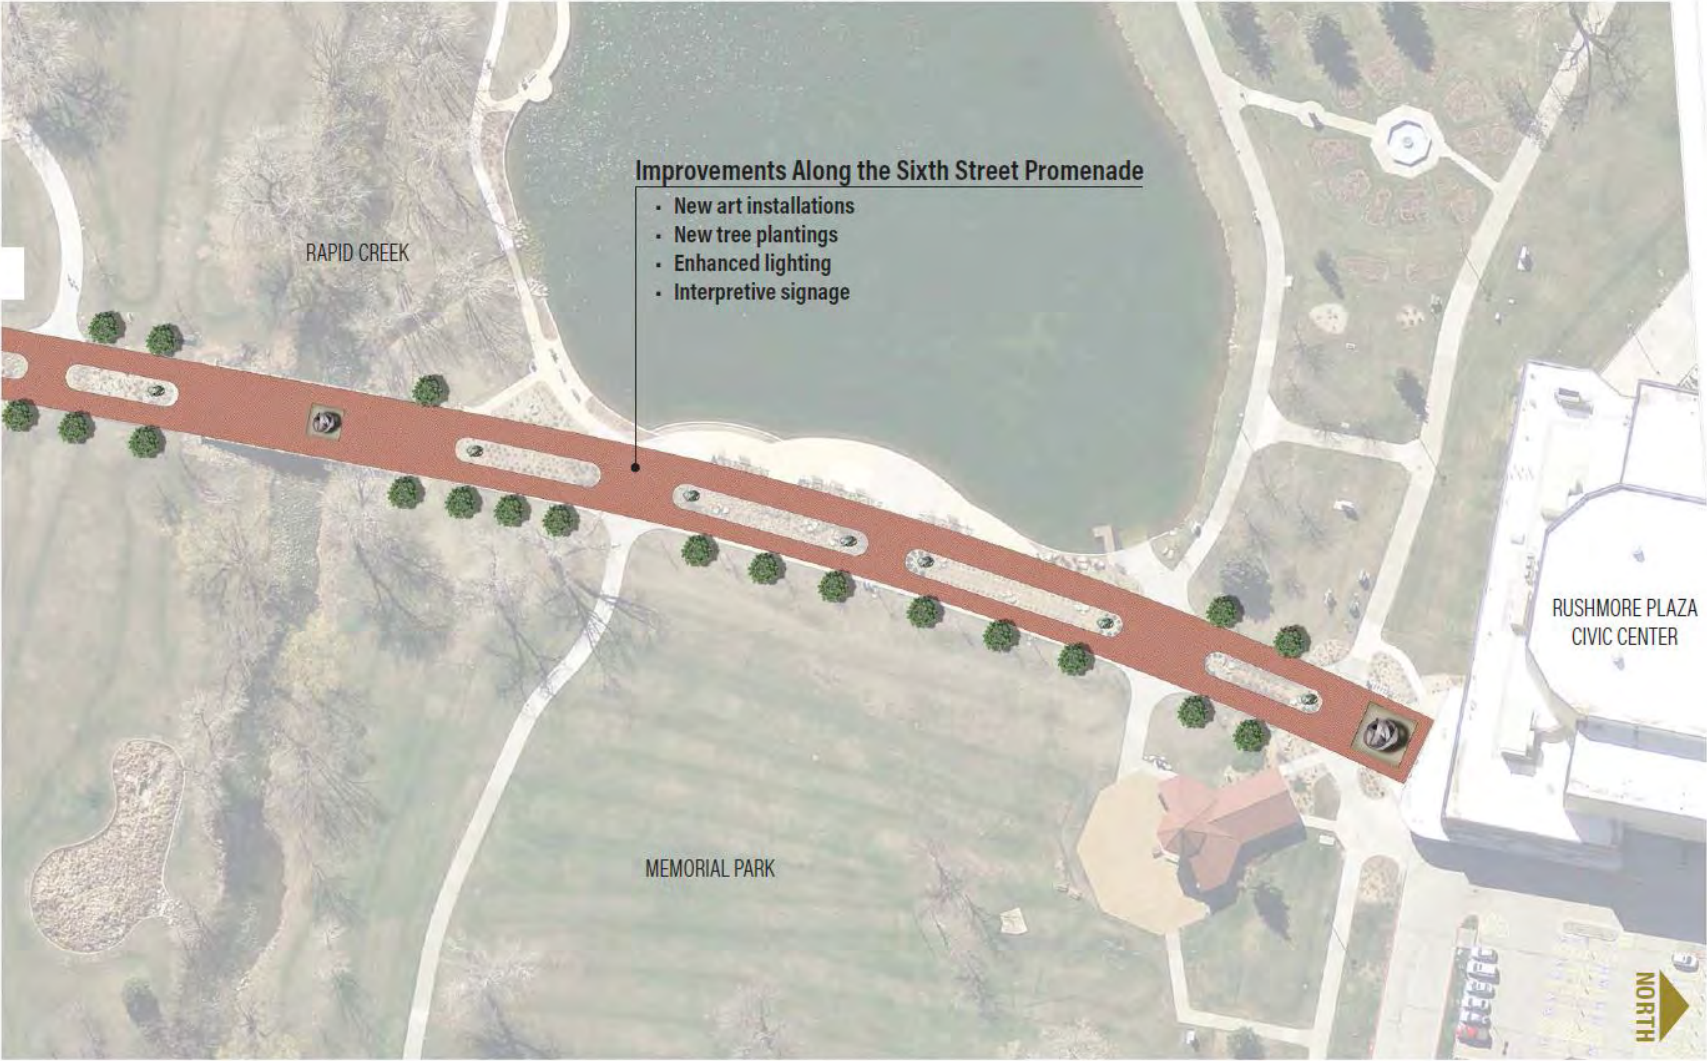 Improvements Along the Sixth Street Promenade
· New art installations
· New tree plantings
· Enhanced lighting
· Interpretive signage
RAPID CREEK
RUSHMORE PLAZA
CIVIC CENTER
MEMORIAL PARK
NORTH